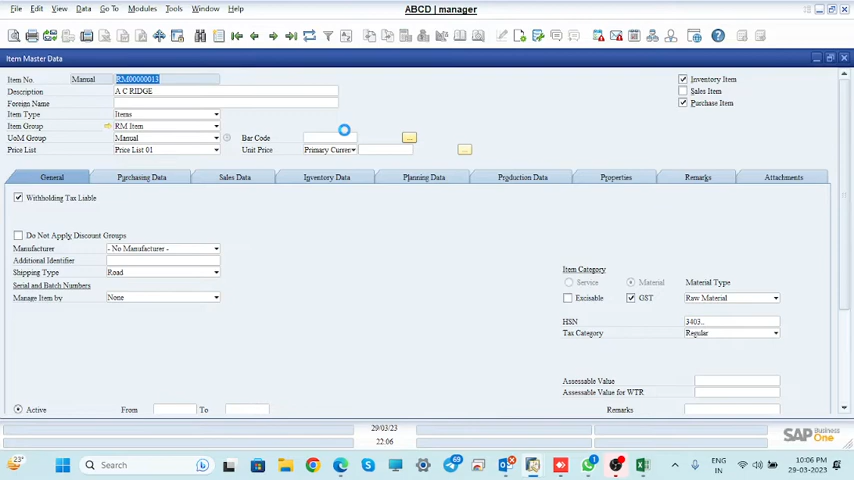 File Edit View Data Go To Modules Tools Window Help
ABCD | manager
Item Master Data
Item No. Manual RM00000013
Inventory Item
Description A C RIDGE
Sales Item
Foreign Name
Purchase Item
Item Type Items
Item Group RM Item
UoM Group Manual Bar Code ...
Price List Price List 01 Unit Price Primary Curren ...
General Purchasing Data Sales Data Inventory Data Planning Data Production Data Properties Remarks Attachments
Withholding Tax Liable
Do Not Apply Discount Groups
Manufacturer - No Manufacturer -
Additional Identifier
Shipping Type Road
Serial and Batch Numbers
Manage Item by None
Item Category
Service Material Material Type
Excisable GST Raw Material
HSN 3403..
Tax Category Regular
Assessable Value
Assessable Value for WTR
Active From To Remarks
29/03/23
22:06
SAP Business One
23° Search 69 1 ENG IN 10:06 PM 29-03-2023